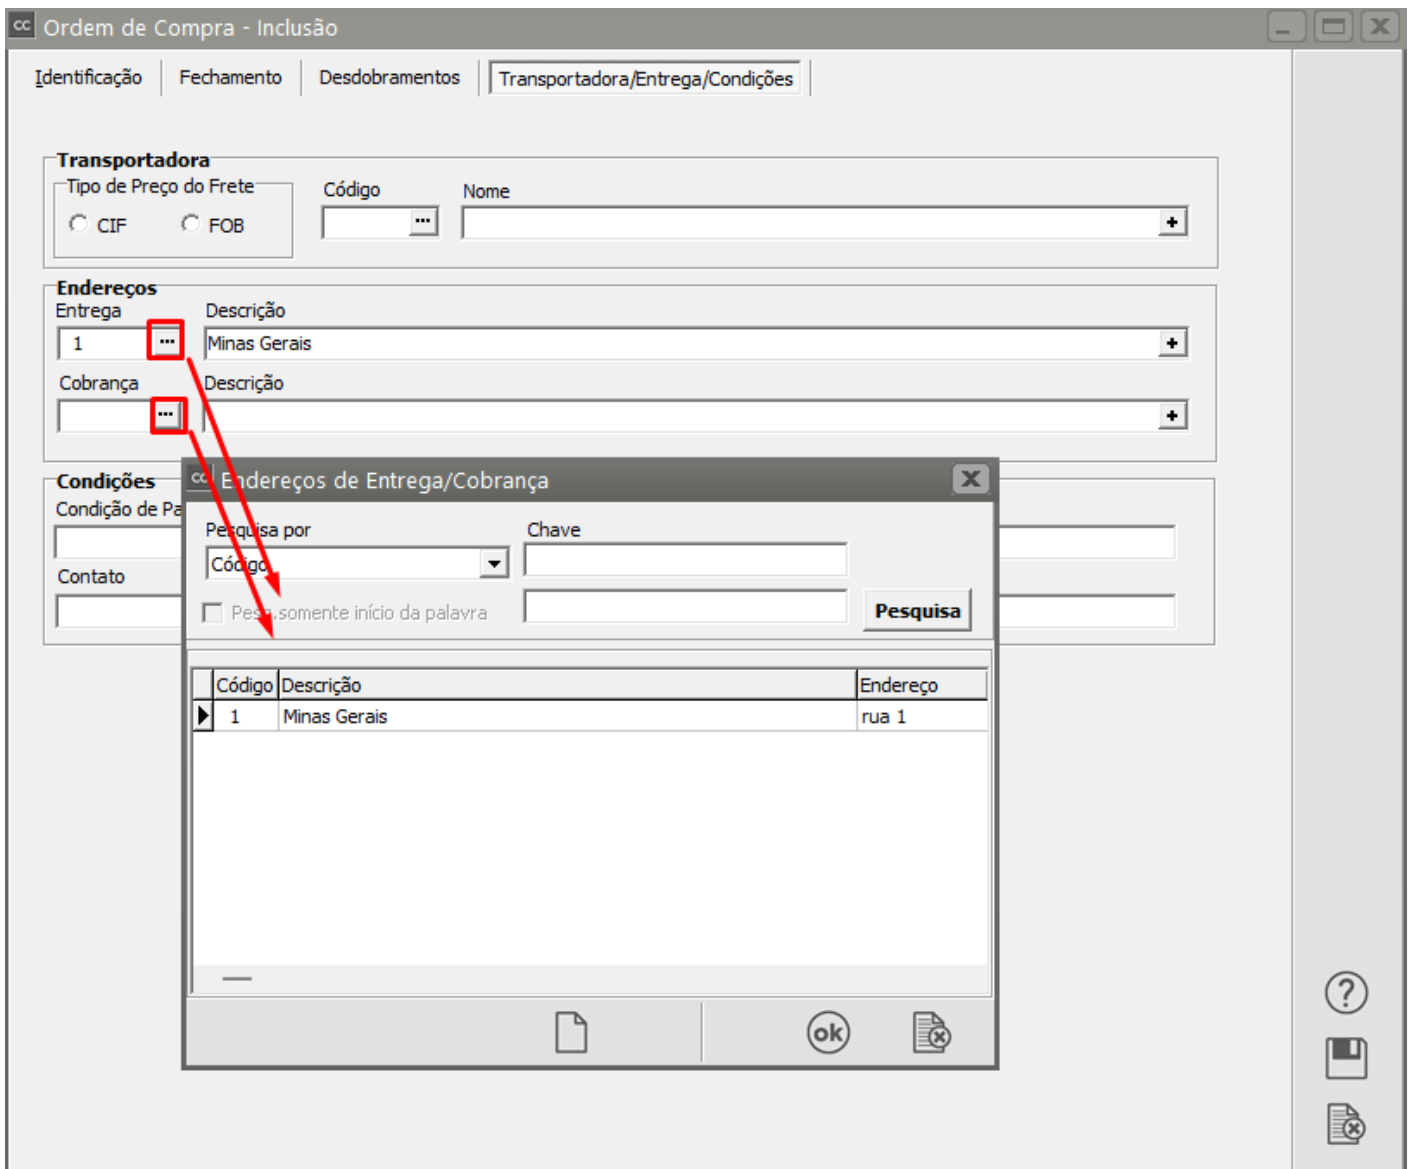 cc Ordem de Compra - Inclusão
Identificação Fechamento Desdobramentos Transportadora/Entrega/Condições
Transportadora
Tipo de Preço do Frete Código Nome
CIF FOB ... +
Endereços
Entrega Descrição
1 ... Minas Gerais +
Cobrança Descrição
... +
Condições
Condição de Pa
Contato
cc Endereços de Entrega/Cobrança
Pesquisa por Chave
Código
Pesq.somente início da palavra Pesquisa
Código Descrição Endereço
1 Minas Gerais rua 1
ok
?